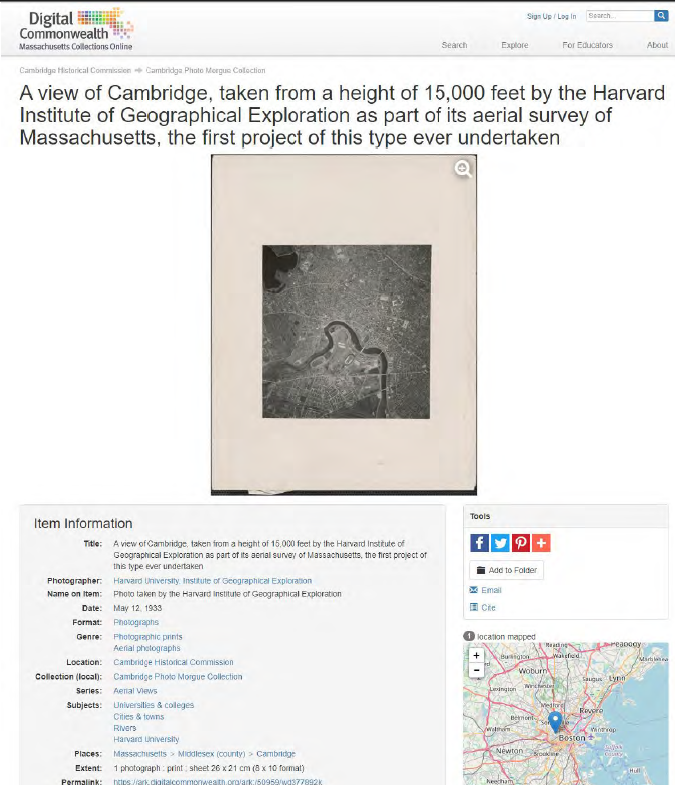 Digital
Commonwealth
Massachusetts Collections Online
Sign Up / Log In
Search...
Search Explore For Educators About
Cambridge Historical Commission Cambridge Photo Morgue Collection
A view of Cambridge, taken from a height of 15,000 feet by the Harvard
Institute of Geographical Exploration as part of its aerial survey of
Massachusetts, the first project of this type ever undertaken
Item Information
Title: A view of Cambridge, taken from a height of 15,000 feet by the Harvard Institute of
Geographical Exploration as part of its aerial survey of Massachusetts, the first project of
this type ever undertaken
Photographer: Harvard University, Institute of Geographical Exploration
Name on Item: Photo taken by the Harvard Institute of Geographical Exploration
Date: May 12, 1933
Format: Photographs
Genre: Photographic prints
Aerial photographs
Location: Cambridge Historical Commission
Collection (local): Cambridge Photo Morgue Collection
Series: Aerial Views
Subjects: Universities & colleges
Cities & towns
Rivers
Harvard University
Places: Massachusetts > Middlesex (county) > Cambridge
Extent: 1 photograph : print ; sheet 26 x 21 cm (8 x 10 format)
Permalink: https://ark.digitalcommonwealth.org/ark:/50959/wd377892k
Tools
Add to Folder
Email
Cite
1 location mapped
+
−
Reading
Peabody
Burlington
Wakefield
Woburn
Lexington
Winchester
Saugus
Lynn
Medford
Revere
Belmont
Waltham
Boston
Winthrop
Newton
Brookline
Hull
Needham